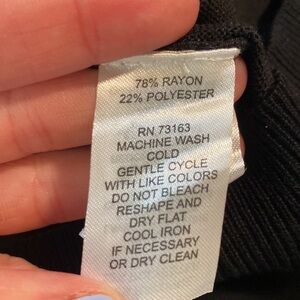 78% RAYON
22% POLYESTER
RN 73163
MACHINE WASH
COLD
GENTLE CYCLE
WITH LIKE COLORS
DO NOT BLEACH
RESHAPE AND
DRY FLAT
COOL IRON
IF NECESSARY
OR DRY CLEAN